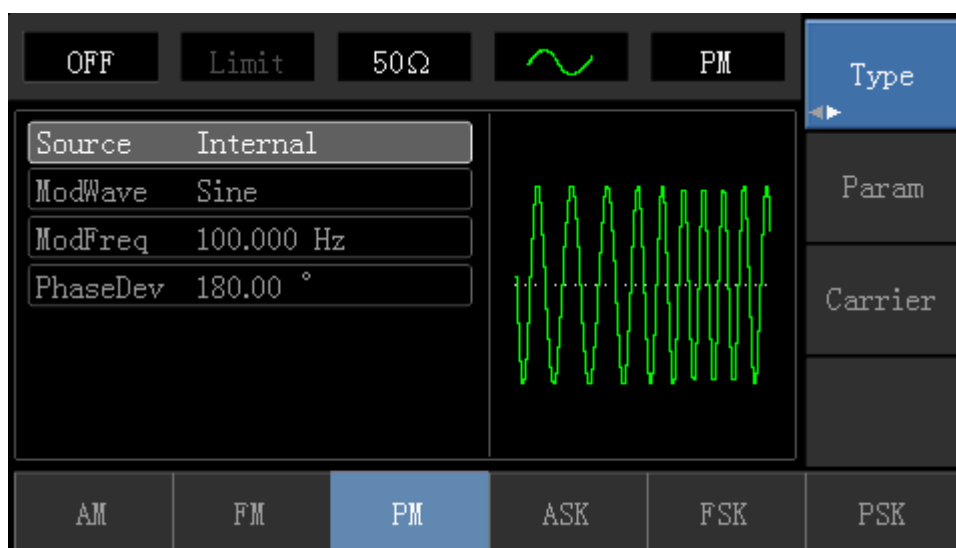 OFF Limit 50Ω PM
Type
Source Internal
ModWave Sine
ModFreq 100.000 Hz
PhaseDev 180.00 °
Param
Carrier
AM FM PM ASK FSK PSK